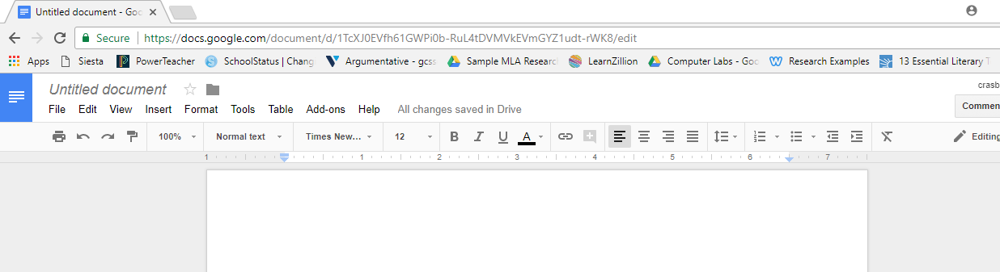 Untitled document - Goo
Secure https://docs.google.com/document/d/1TcXJ0EVfh61GWPi0b-RuL4tDVMVkEVmGYZ1udt-rWK8/edit
Apps Siesta PowerTeacher SchoolStatus | Chang Argumentative - gcss Sample MLA Researc LearnZillion Computer Labs - Goo Research Examples 13 Essential Literary T
Untitled document
crasb
File Edit View Insert Format Tools Table Add-ons Help All changes saved in Drive
Commen
100% Normal text Times New... 12 B I U A Editing
1 1 2 3 4 5 6 7